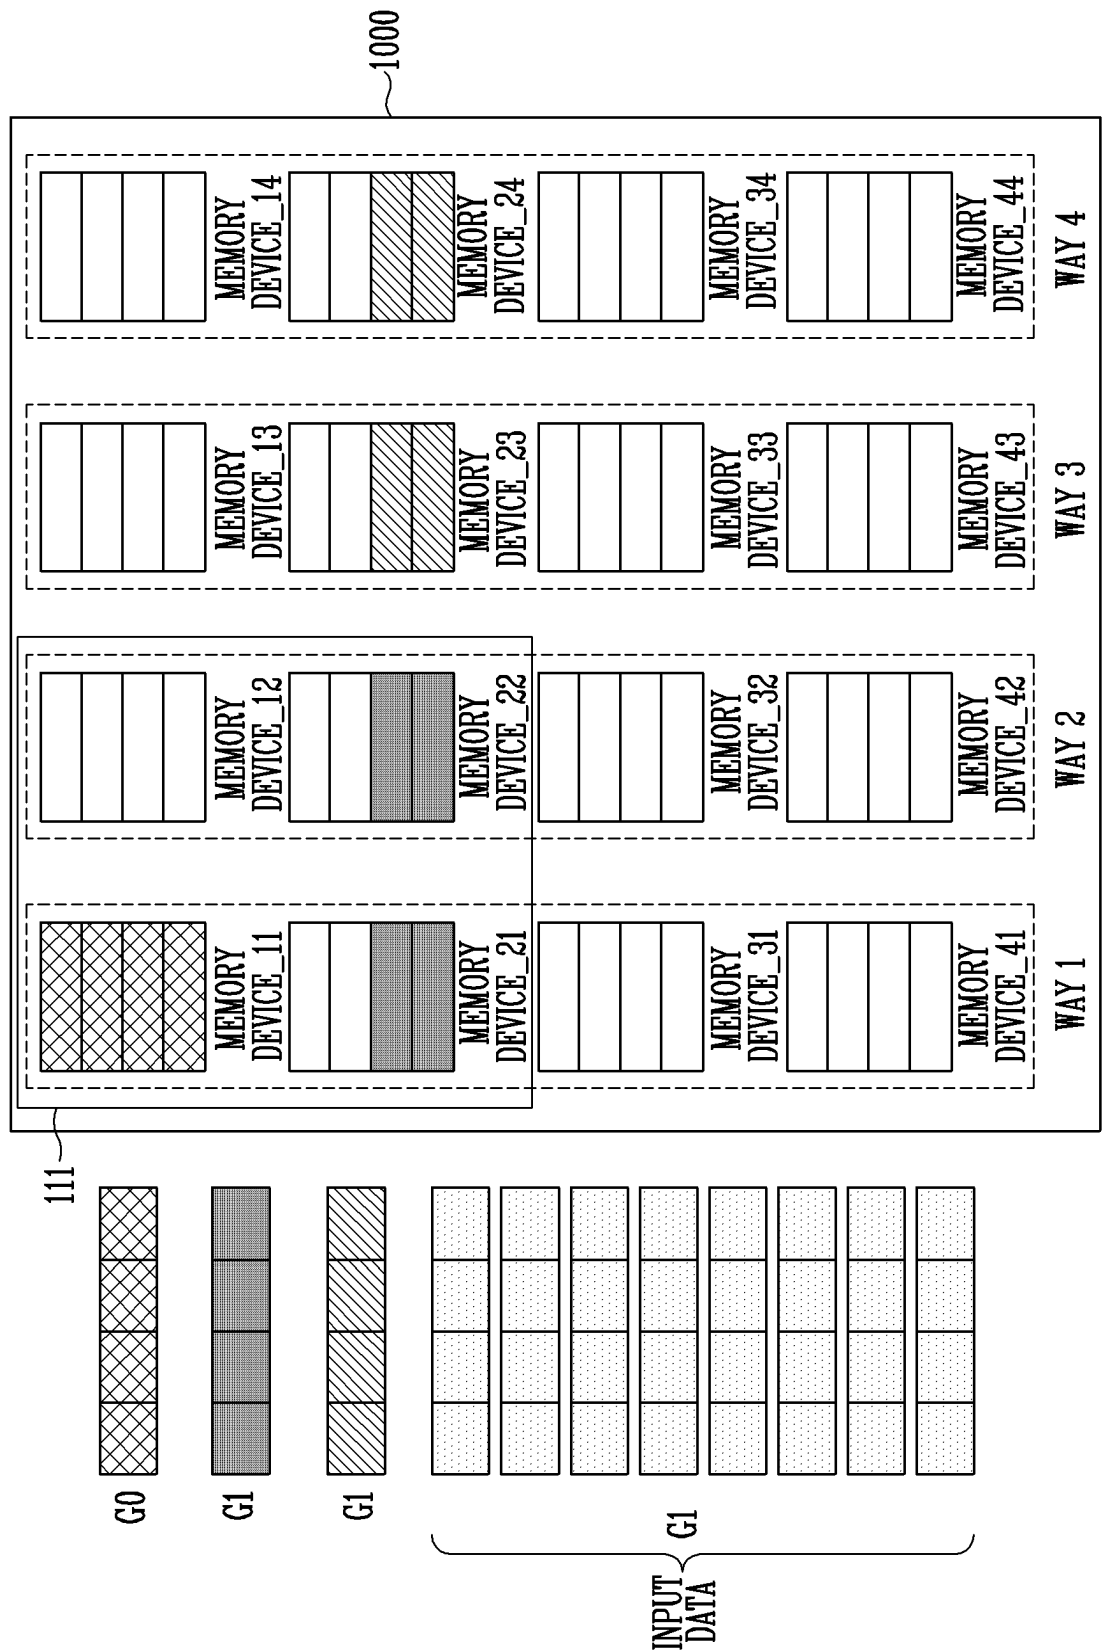 1000
MEMORY
DEVICE_14
MEMORY
DEVICE_24
MEMORY
DEVICE_34
MEMORY
DEVICE_44
WAY 4
MEMORY
DEVICE_13
MEMORY
DEVICE_23
MEMORY
DEVICE_33
MEMORY
DEVICE_43
WAY 3
MEMORY
DEVICE_12
MEMORY
DEVICE_22
MEMORY
DEVICE_32
MEMORY
DEVICE_42
WAY 2
MEMORY
DEVICE_11
MEMORY
DEVICE_21
MEMORY
DEVICE_31
MEMORY
DEVICE_41
WAY 1
111
G0
G1
G1
G1
INPUT
DATA